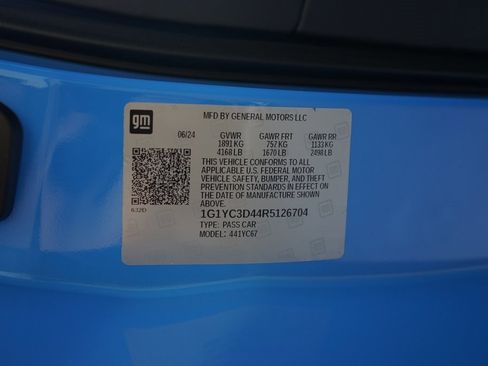 gm
MFD BY GENERAL MOTORS LLC
06/24 GVWR GAWR FRT GAWR RR
1891 KG 757 KG 1133 KG
4168 LB 1670 LB 2498 LB
THIS VEHICLE CONFORMS TO ALL
APPLICABLE U.S. FEDERAL MOTOR
VEHICLE SAFETY, BUMPER, AND THEFT
PREVENTION STANDARDS IN EFFECT ON
THE DATE OF MANUFACTURE SHOWN
ABOVE.
632D
1G1YC3D44R5126704
TYPE: PASS CAR
MODEL: 441YC67